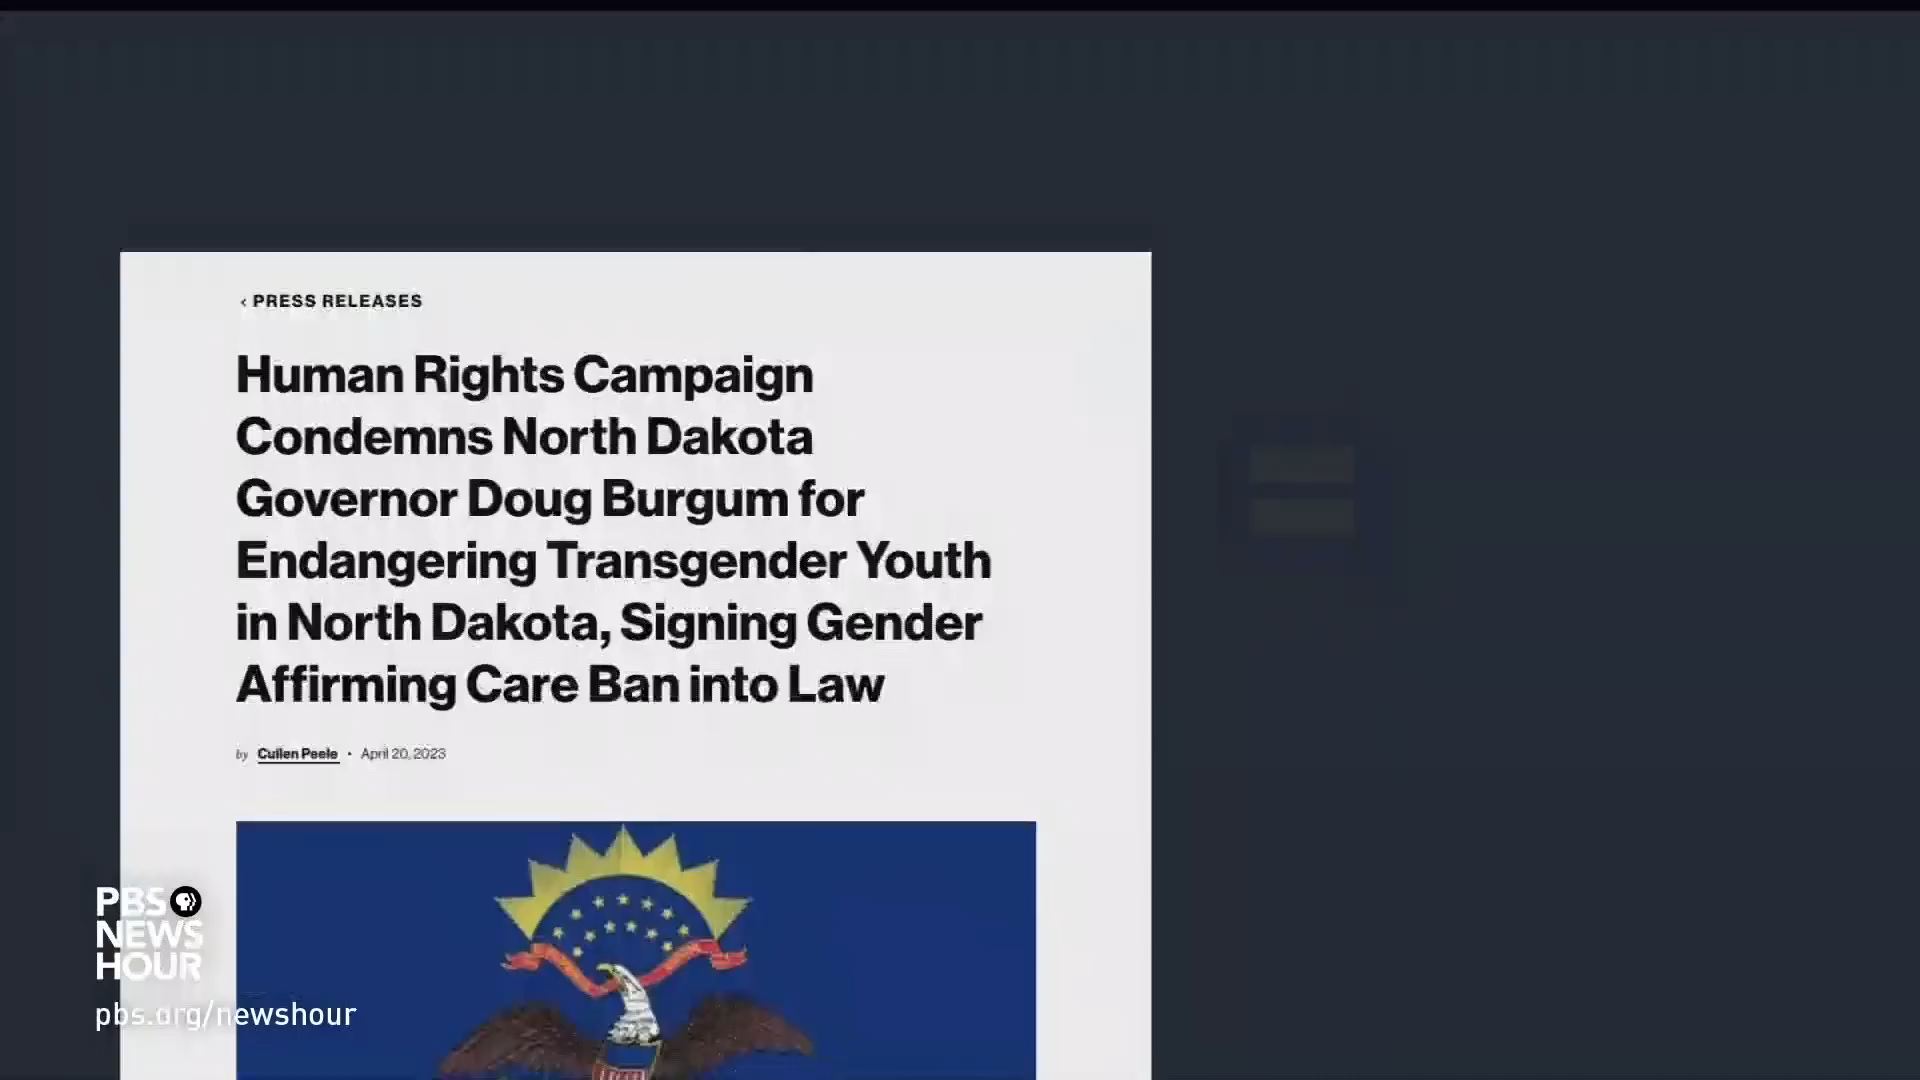 ‹ PRESS RELEASES
Human Rights Campaign
Condemns North Dakota
Governor Doug Burgum for
Endangering Transgender Youth
in North Dakota, Signing Gender
Affirming Care Ban into Law
by Cullen Peele • April 20, 2023
PBS
NEWS
HOUR
pbs.org/newshour